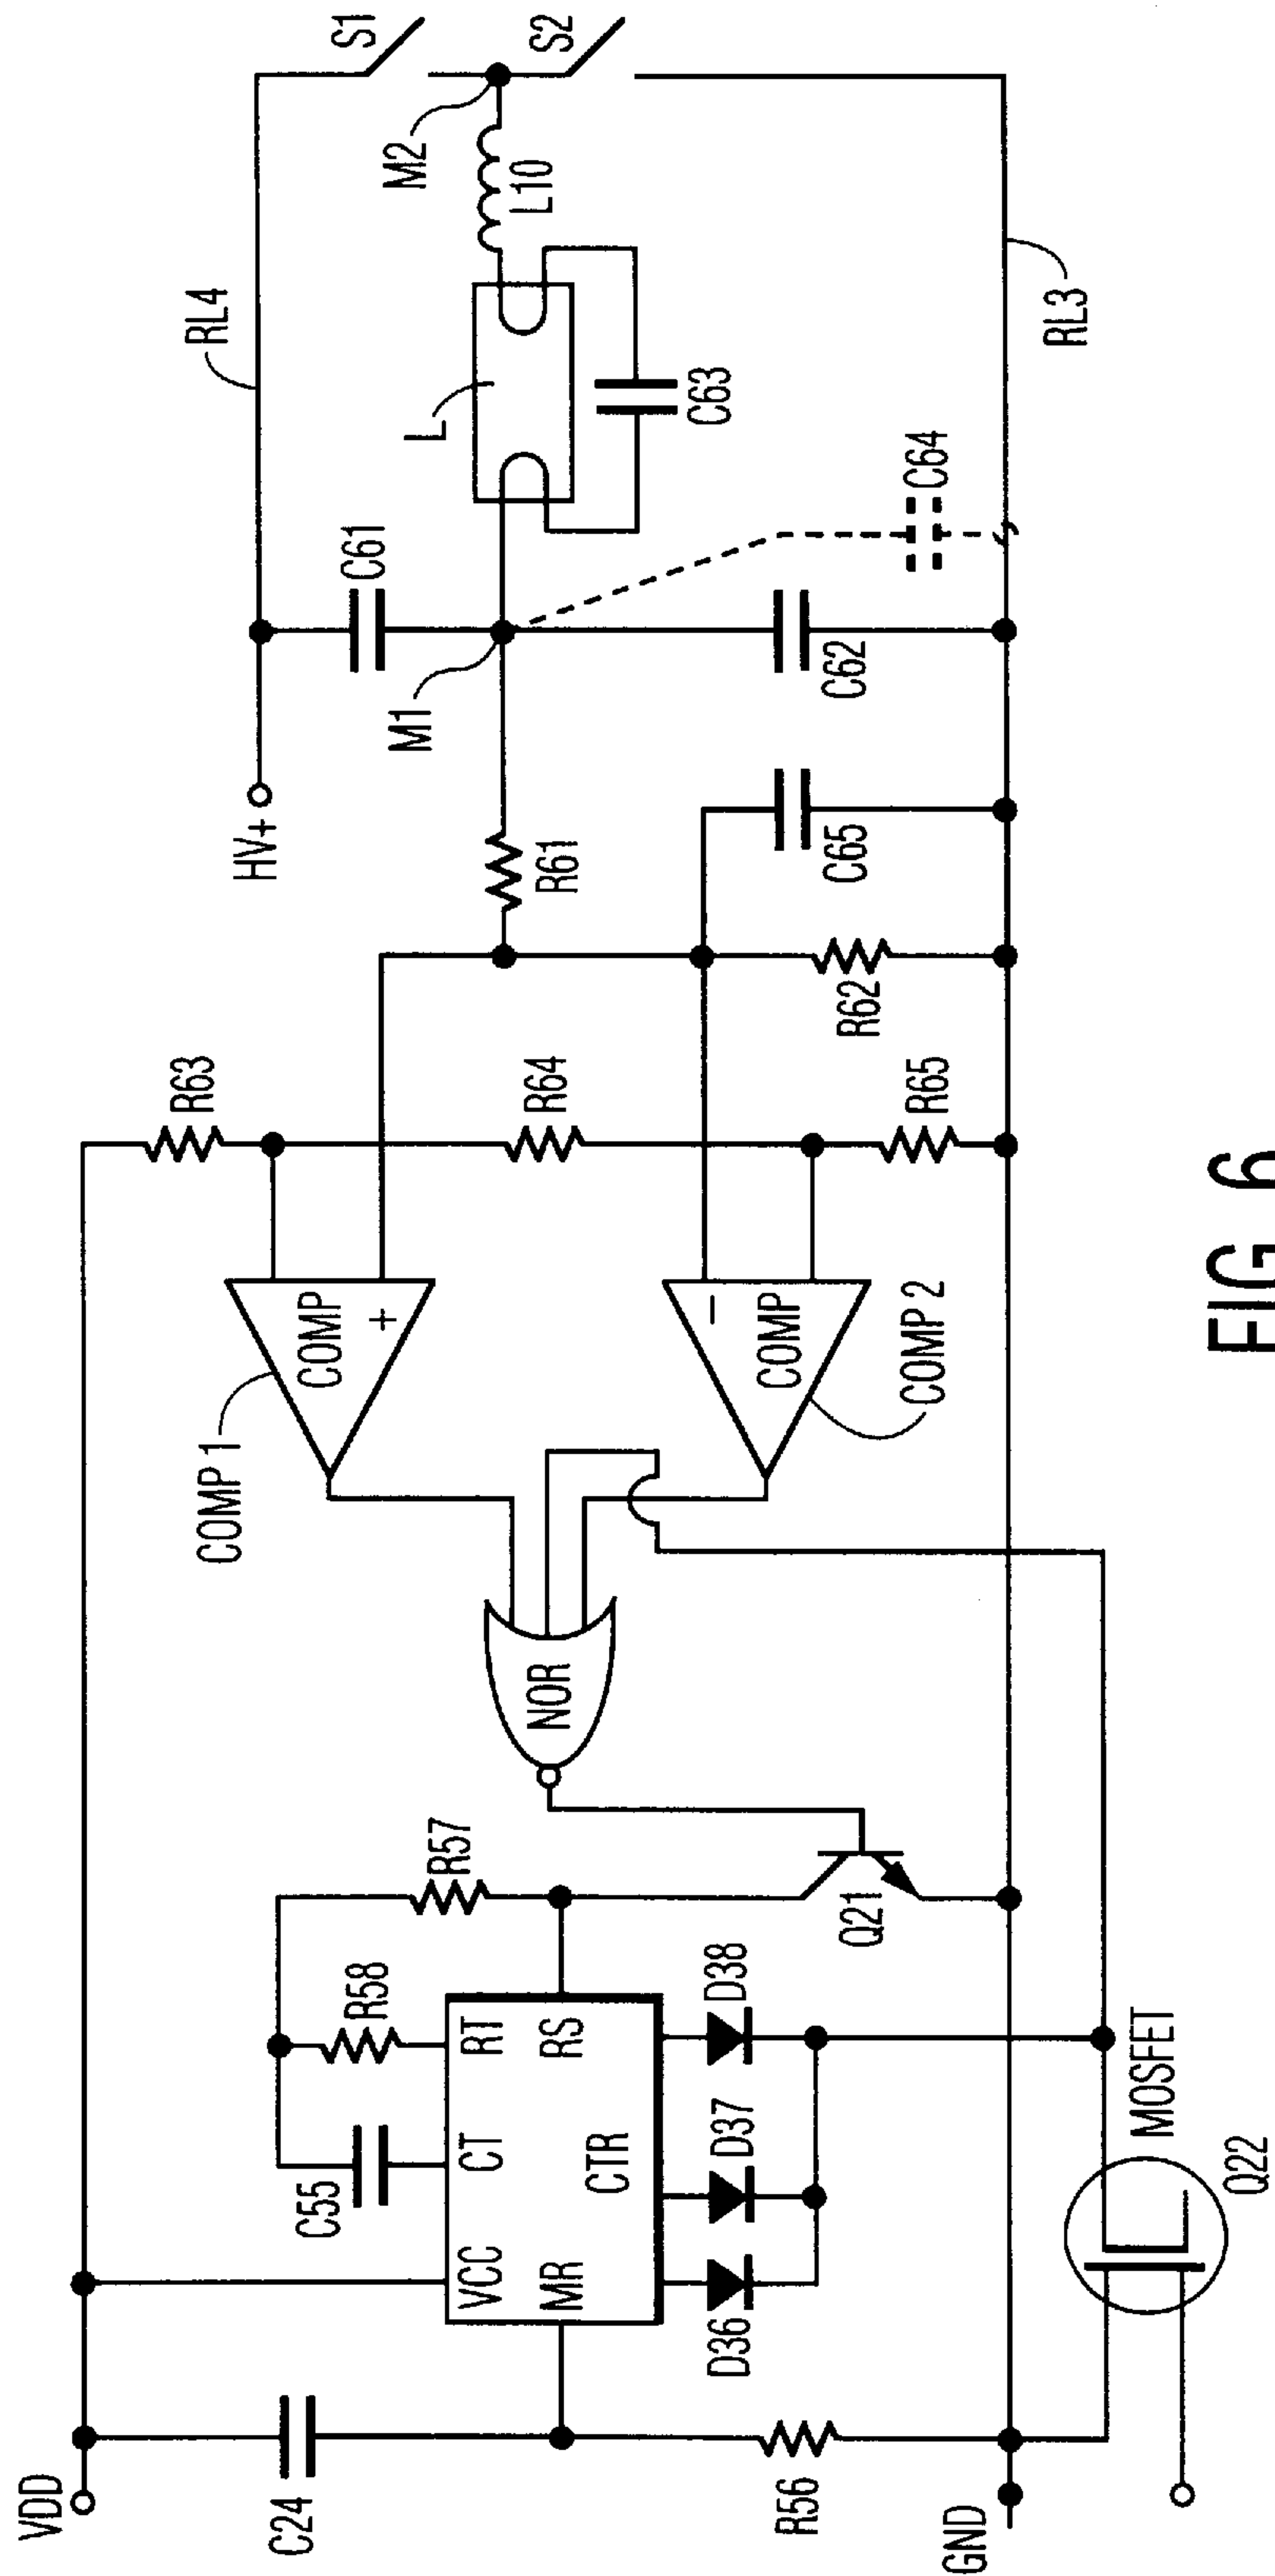 VDD
C24
R56
GND
VCC
CT
RT
MR
RS
CTR
C55
R58
R57
D36
D37
D38
Q21
MOSFET
Q22
NOR
COMP 1
COMP
+
COMP
−
COMP 2
R63
R64
R65
R61
R62
C65
HV+
M1
C61
C62
C64
RL4
L
C63
L10
M2
S1
S2
RL3
FIG. 6